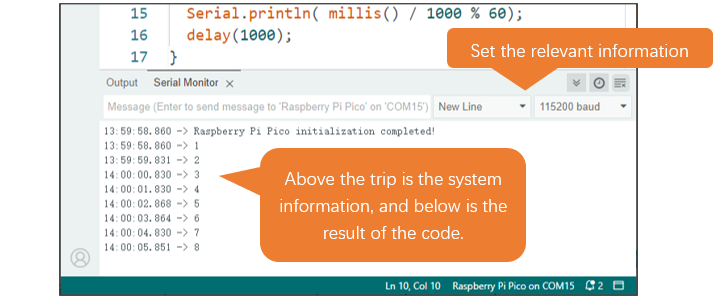 15 Serial.println( millis() / 1000 % 60);
16 delay(1000);
17 }
Set the relevant information
Output Serial Monitor ×
Message (Enter to send message to 'Raspberry Pi Pico' on 'COM15')
New Line
115200 baud
13:59:58.860 -> Raspberry Pi Pico initialization completed!
13:59:58.860 -> 1
13:59:59.831 -> 2
14:00:00.830 -> 3
14:00:01.830 -> 4
14:00:02.868 -> 5
14:00:03.864 -> 6
14:00:04.830 -> 7
14:00:05.851 -> 8
Above the trip is the system
information, and below is the
result of the code.
Ln 10, Col 10 Raspberry Pi Pico on COM15 2